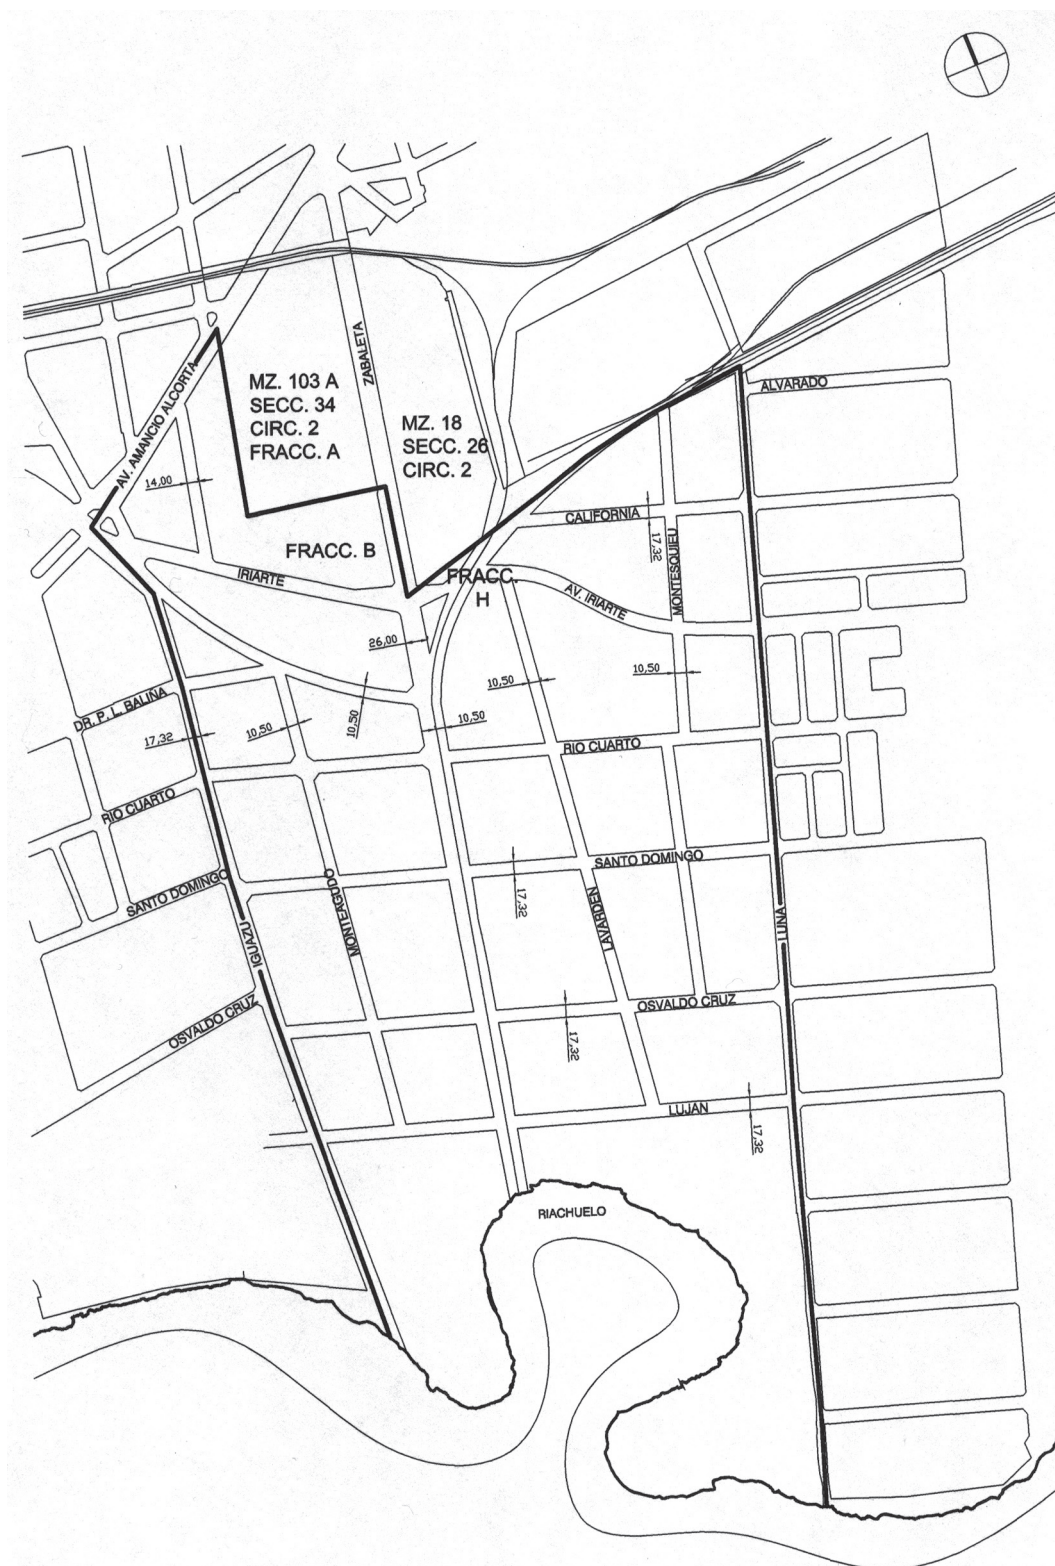 ZABALETA
MZ. 103 A
SECC. 34
CIRC. 2
FRACC. A
AV. AMANCIO ALCORTA
ALVARADO
MZ. 18
SECC. 26
CIRC. 2
14,00
CALIFORNIA
17,32
MONTESQUIEU
FRACC. B
IRIARTE
FRACC.
H
AV. IRIARTE
26,00
10,50
10,50
DR. P. L. BALIÑA
17,32
10,50
10,50
10,50
RIO CUARTO
RIO CUARTO
SANTO DOMINGO
SANTO DOMINGO
17,32
MONTEAGUDO
LAVARDEN
LUNA
IGUAZU
OSVALDO CRUZ
OSVALDO CRUZ
17,32
LUJAN
17,32
RIACHUELO